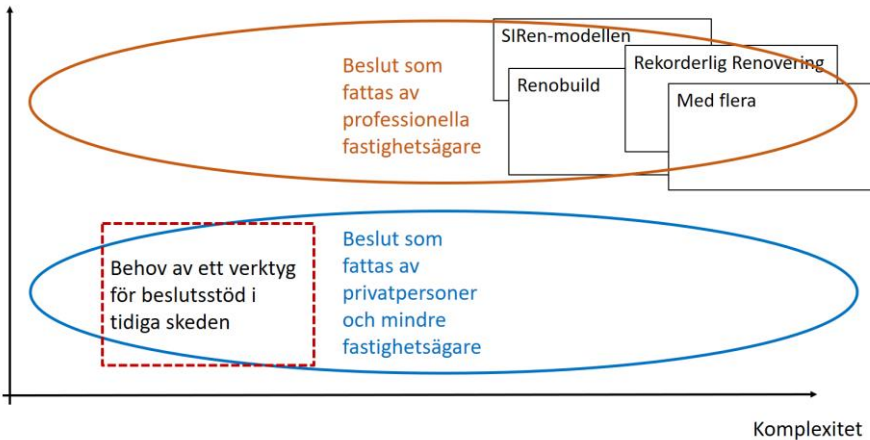 SIRen-modellen
Rekorderlig Renovering
Renobuild
Med flera
Beslut som
fattas av
professionella
fastighetsägare
Behov av ett verktyg
för beslutsstöd i
tidiga skeden
Beslut som
fattas av
privatpersoner
och mindre
fastighetsägare
Komplexitet